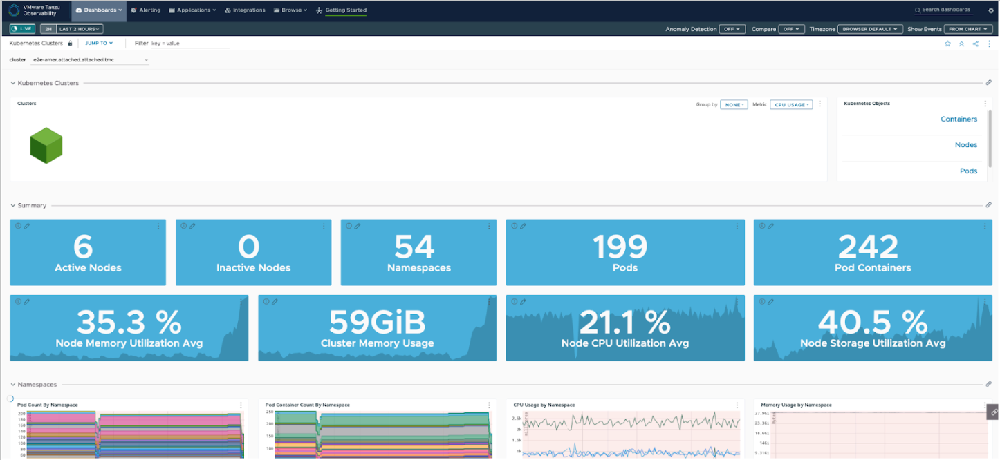 VMware Tanzu Observability Dashboards Alerting Applications Integrations Browse Getting Started Search dashboards
LIVE 2H LAST 2 HOURS Anomaly Detection OFF Compare OFF Timezone BROWSER DEFAULT Show Events FROM CHART
Kubernetes Clusters JUMP TO Filter key = value
cluster e2e-amer.attached.attached.tmc
Kubernetes Clusters
Clusters Group by NONE Metric CPU USAGE Kubernetes Objects
Containers
Nodes
Pods
Summary
6 0 54 199 242
Active Nodes Inactive Nodes Namespaces Pods Pod Containers
35.3 % 59GiB 21.1 % 40.5 %
Node Memory Utilization Avg Cluster Memory Usage Node CPU Utilization Avg Node Storage Utilization Avg
Namespaces
Pod Count By Namespace Pod Container Count By Namespace CPU Usage by Namespace Memory Usage by Namespace
200 250 2.5k 27.9Gi
180 200 2k 23.3Gi
160 150 1.5k 18.6Gi
140 100 1k 14Gi
120 9.31Gi
100
80
60
Bytes